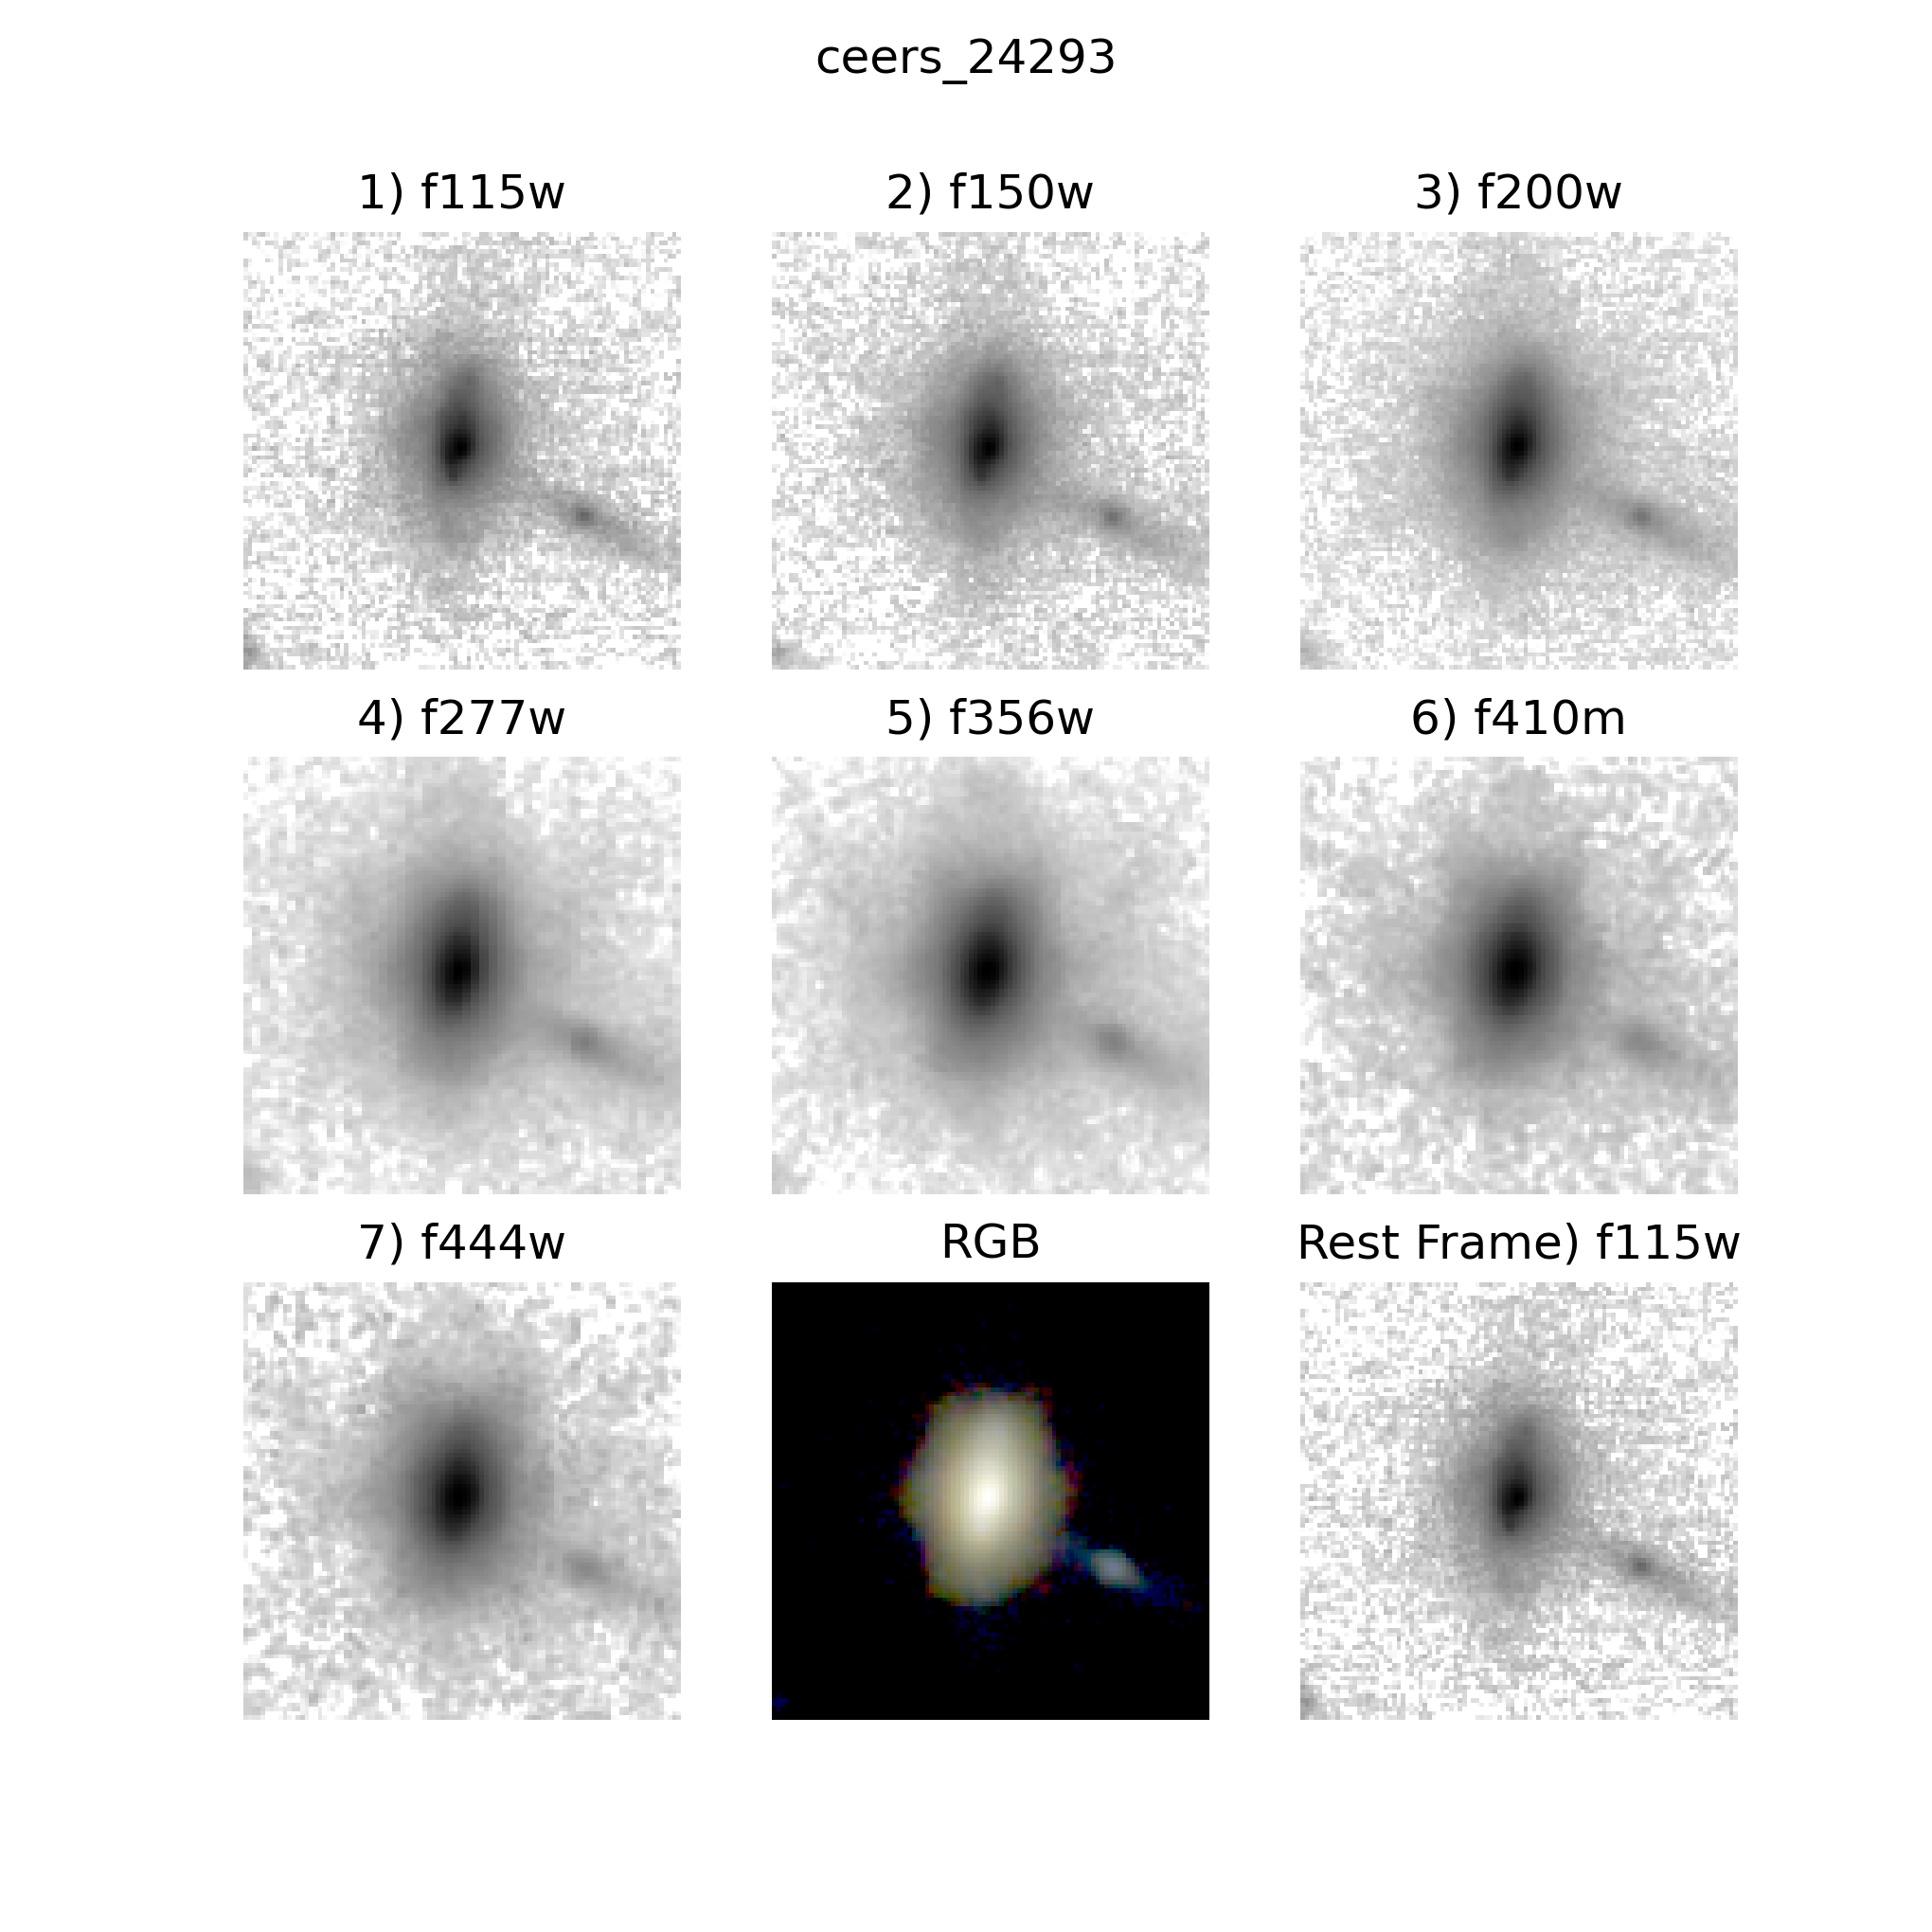 ceers_24293
1) f115w
2) f150w
3) f200w
4) f277w
5) f356w
6) f410m
7) f444w
RGB
Rest Frame) f115w